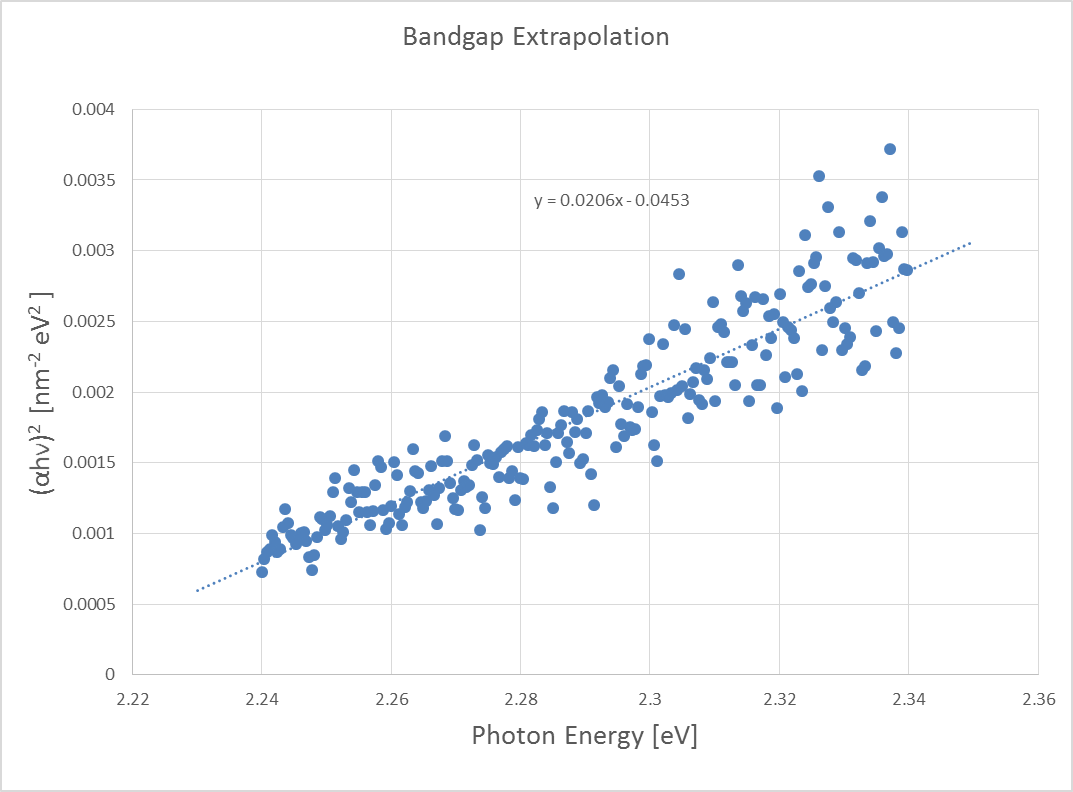 Bandgap Extrapolation
0.004
0.0035
0.003
0.0025
0.002
0.0015
0.001
0.0005
0
y = 0.0206x - 0.0453
(αhν)² [nm⁻² eV²]
2.22 2.24 2.26 2.28 2.3 2.32 2.34 2.36
Photon Energy [eV]